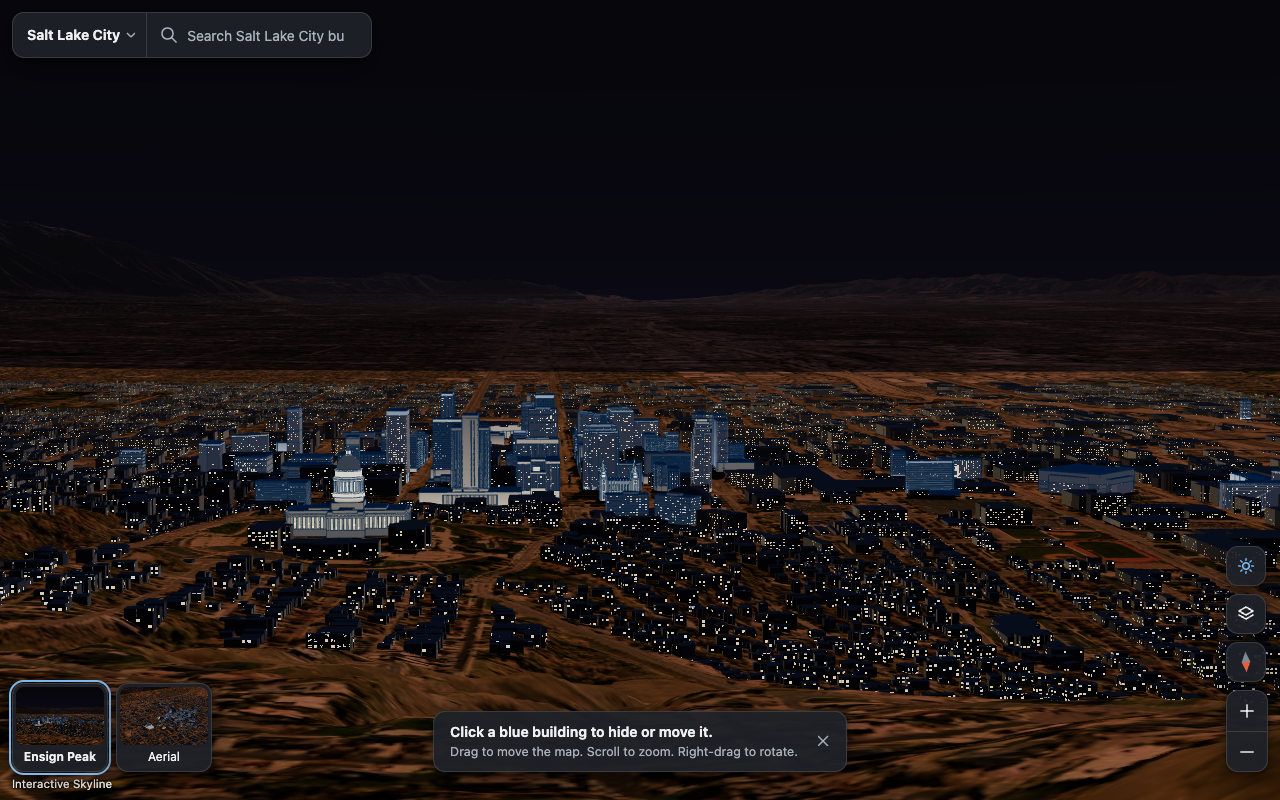 Salt Lake City
Search Salt Lake City bu
Click a blue building to hide or move it.
Drag to move the map. Scroll to zoom. Right-drag to rotate.
Ensign Peak
Aerial
Interactive Skyline